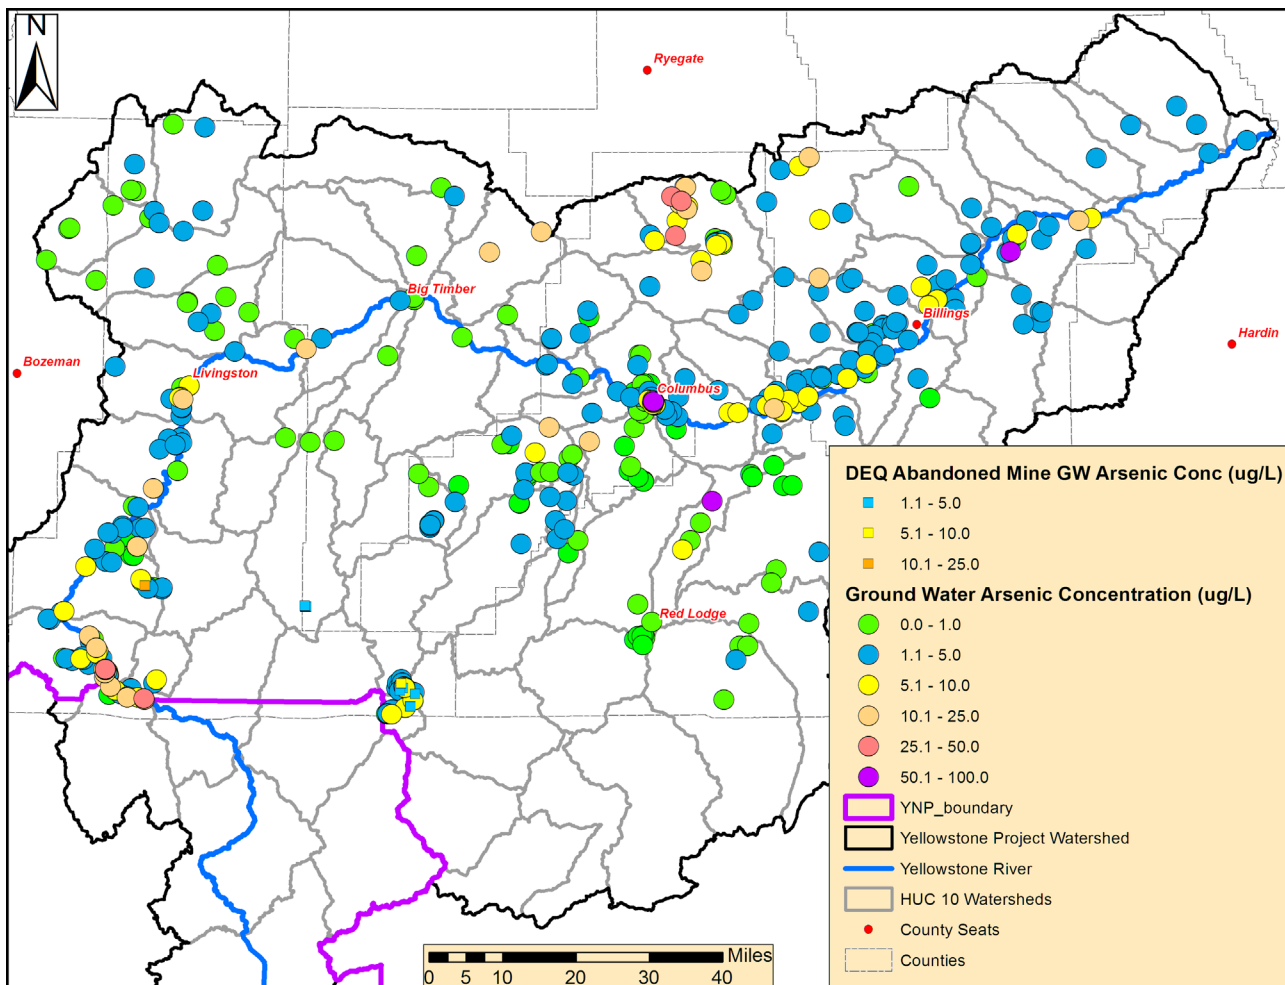 N
Ryegate
Big Timber
Billings
Hardin
Bozeman
Livingston
Columbus
Red Lodge
DEQ Abandoned Mine GW Arsenic Conc (ug/L)
1.1 - 5.0
5.1 - 10.0
10.1 - 25.0
Ground Water Arsenic Concentration (ug/L)
0.0 - 1.0
1.1 - 5.0
5.1 - 10.0
10.1 - 25.0
25.1 - 50.0
50.1 - 100.0
YNP_boundary
Yellowstone Project Watershed
Yellowstone River
HUC 10 Watersheds
County Seats
Counties
Miles
0 5 10 20 30 40